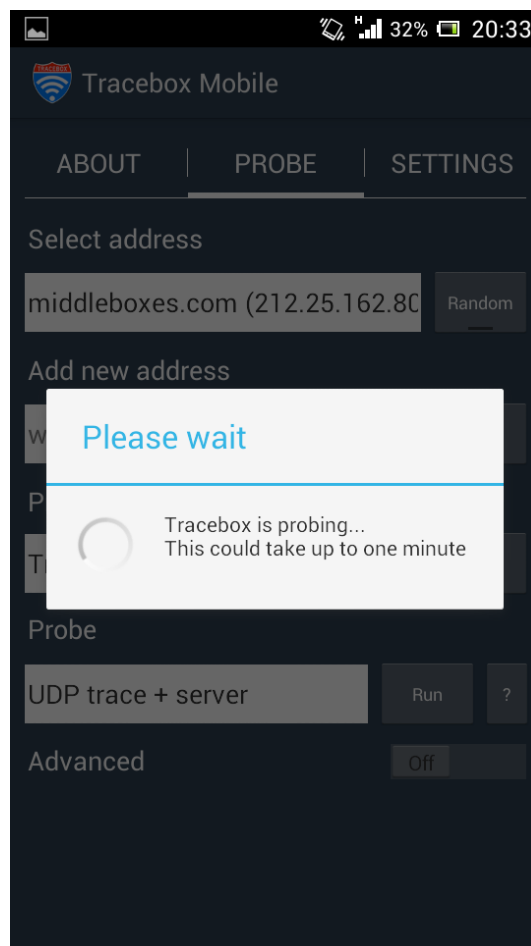 H 32% 20:33
TRACEBOX
Tracebox Mobile
ABOUT PROBE SETTINGS
Select address
middleboxes.com (212.25.162.80
Random
Add new address
Please wait
Tracebox is probing...
This could take up to one minute
Probe
UDP trace + server
Run
?
Advanced
Off